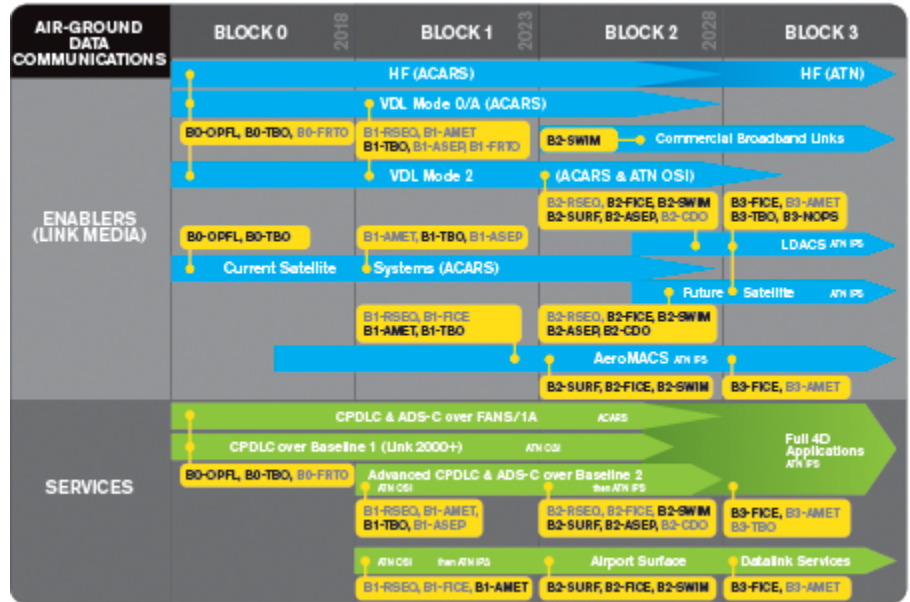 AIR-GROUND
DATA
COMMUNICATIONS
BLOCK 0
2018
BLOCK 1
2023
BLOCK 2
2028
BLOCK 3
HF (ACARS)
HF (ATN)
VDL Mode 0/A (ACARS)
B0-OPFL, B0-TBO, B0-FRTO
B1-RSEO, B1-AMET
B1-TBO, B1-ASEP, B1-FRTO
B2-SWIM
Commercial Broadband Links
VDL Mode 2
(ACARS & ATN OSI)
ENABLERS
(LINK MEDIA)
B2-RSEO, B2-FICE, B2-SWIM
B2-SURF, B2-ASEP, B2-CDO
B3-FICE, B3-AMET
B3-TBO, B3-NOPS
B0-OPFL, B0-TBO
B1-AMET, B1-TBO, B1-ASEP
LDACS ATN IPS
Current Satellite
Systems (ACARS)
Future
Satellite
ATN IPS
B1-RSEO, B1-FICE
B1-AMET, B1-TBO
B2-RSEO, B2-FICE, B2-SWIM
B2-ASEP, B2-CDO
AeroMACS ATN IPS
B2-SURF, B2-FICE, B2-SWIM
B3-FICE, B3-AMET
SERVICES
CPDLC & ADS-C over FANS/1A
ACARS
CPDLC over Baseline 1 (Link 2000+)
ATN OSI
Full 4D
Applications
ATN IPS
B0-OPFL, B0-TBO, B0-FRTO
Advanced CPDLC & ADS-C over Baseline 2
ATN OSI
then ATN IPS
B1-RSEO, B1-AMET,
B1-TBO, B1-ASEP
B2-RSEO, B2-FICE, B2-SWIM
B2-SURF, B2-ASEP, B2-CDO
B3-FICE, B3-AMET
B3-TBO
ATN OSI
then ATN IPS
Airport Surface
Datalink Services
B1-RSEO, B1-FICE, B1-AMET
B2-SURF, B2-FICE, B2-SWIM
B3-FICE, B3-AMET